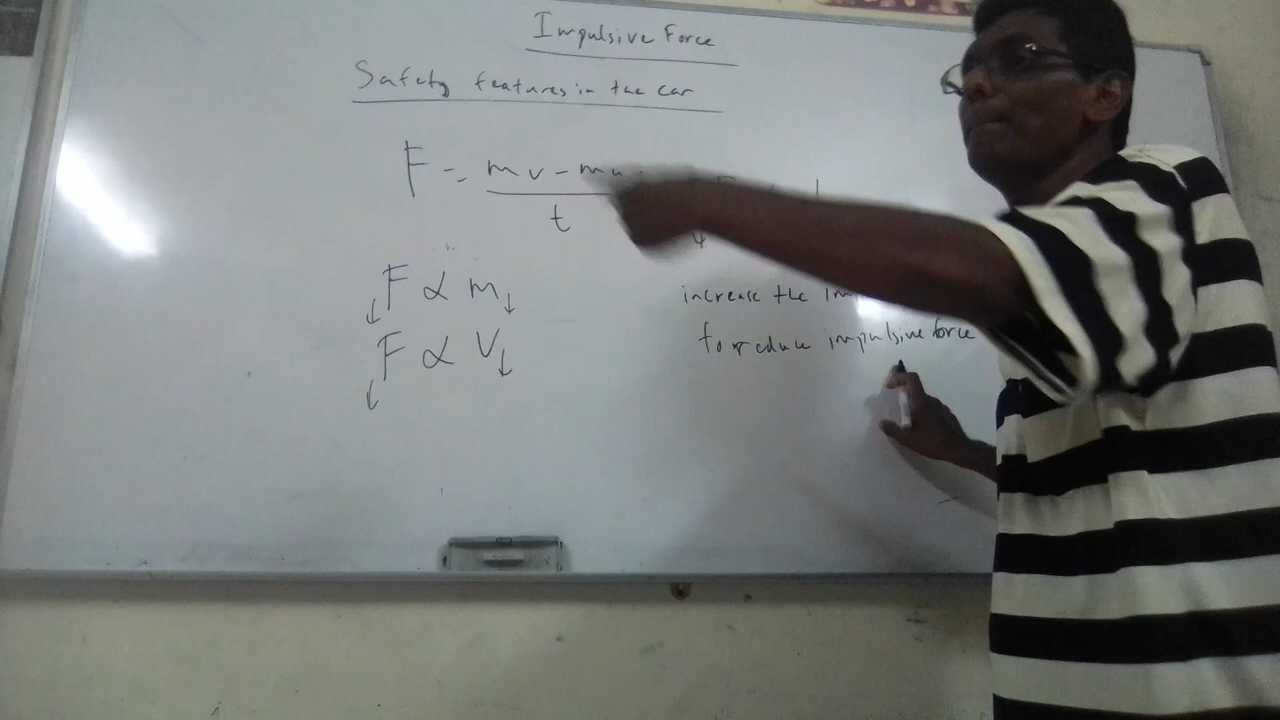 Impulsive Force
Safety features in the car
F = mv - mu
t
↓F ∝ m↓
↓F ∝ V↓
increase the
to reduce impulsive force